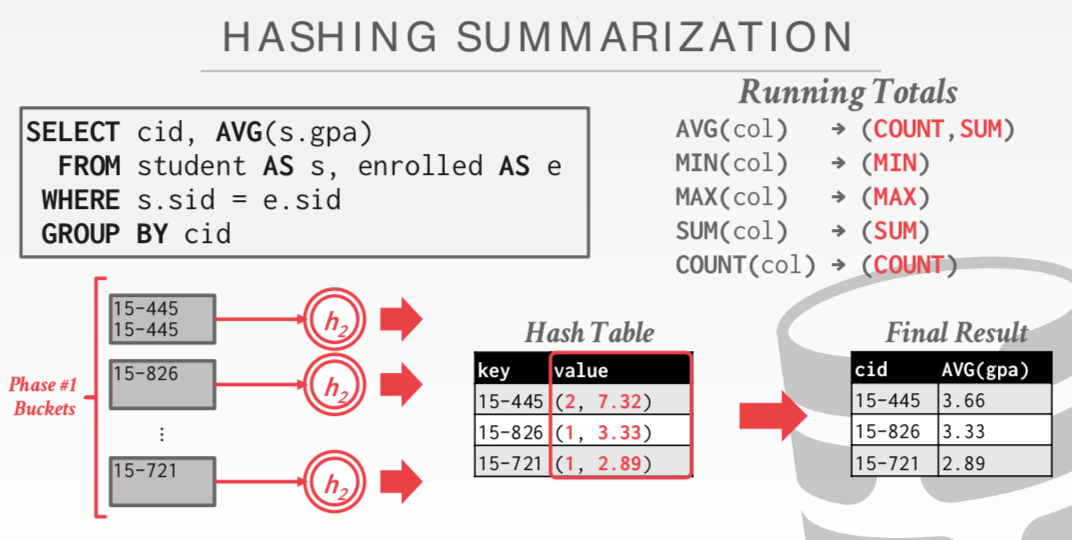 HASHING SUMMARIZATION
SELECT cid, AVG(s.gpa)
FROM student AS s, enrolled AS e
WHERE s.sid = e.sid
GROUP BY cid
Running Totals
AVG(col) → (COUNT,SUM)
MIN(col) → (MIN)
MAX(col) → (MAX)
SUM(col) → (SUM)
COUNT(col) → (COUNT)
Phase #1
Buckets
15-445
15-445
h2
15-826
h2
⋮
15-721
h2
Hash Table
key value
15-445 (2, 7.32)
15-826 (1, 3.33)
15-721 (1, 2.89)
Final Result
cid AVG(gpa)
15-445 3.66
15-826 3.33
15-721 2.89